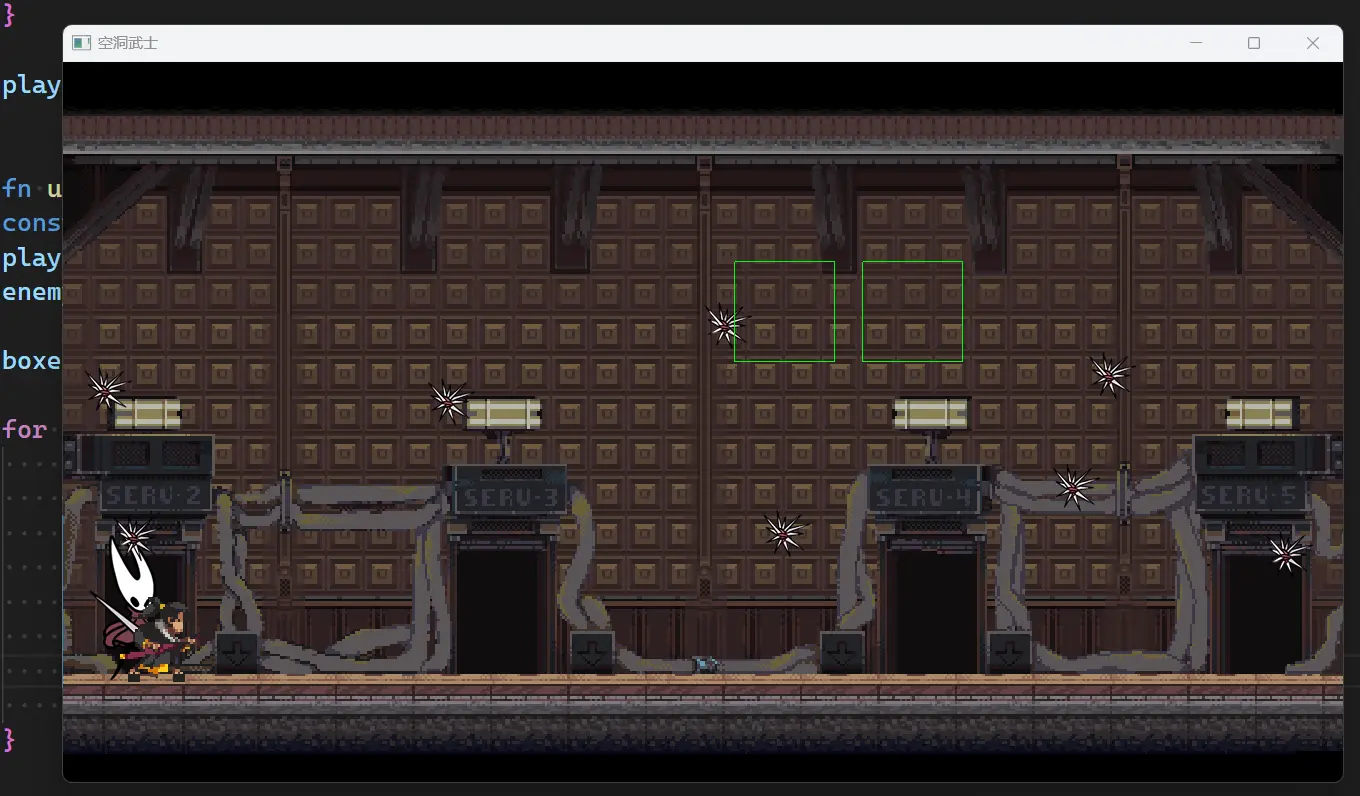 }
空洞武士
play
fn u
cons
play
enem
boxe
for
SERV-2
SERV-3
SERV-4
SERV-5
}